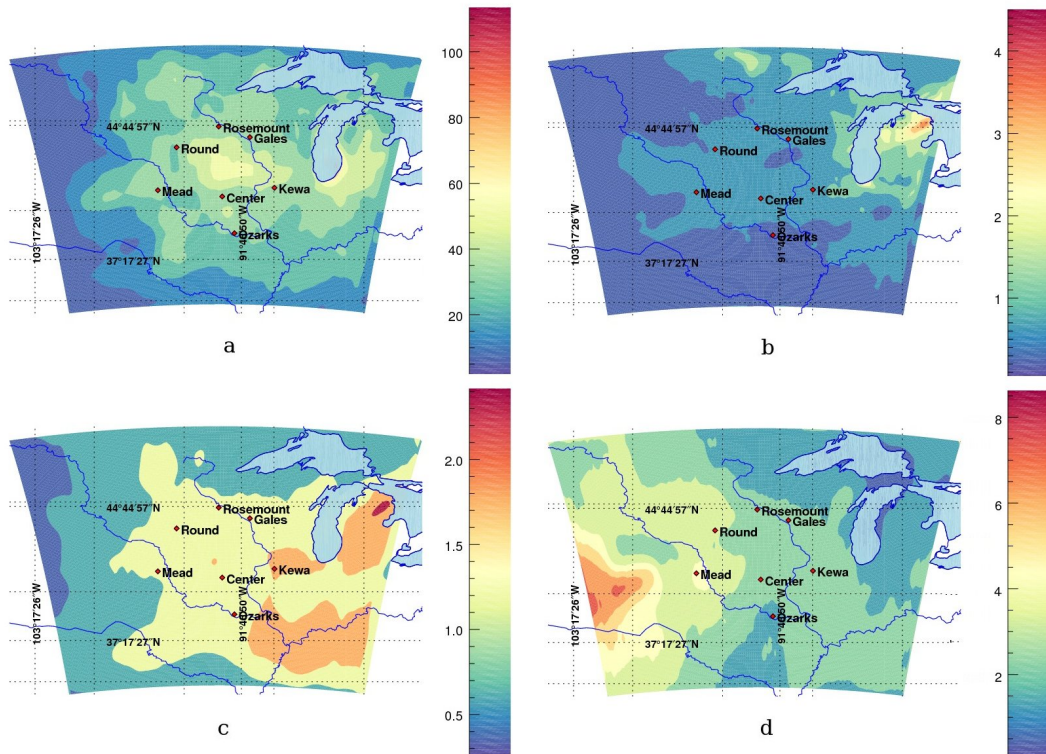 100
80
60
40
20
44°44'57"N
Rosemount
Gales
Round
Mead
Center
Kewa
Ozarks
103°17'26"W
91°40'50"W
37°17'27"N
a
4
3
2
1
44°44'57"N
Rosemount
Gales
Round
Mead
Center
Kewa
Ozarks
103°17'26"W
91°40'50"W
37°17'27"N
b
2.0
1.5
1.0
0.5
44°44'57"N
Rosemount
Gales
Round
Mead
Center
Kewa
Ozarks
103°17'26"W
91°40'50"W
37°17'27"N
c
8
6
4
2
44°44'57"N
Rosemount
Gales
Round
Mead
Center
Kewa
Ozarks
103°17'26"W
91°40'50"W
37°17'27"N
d